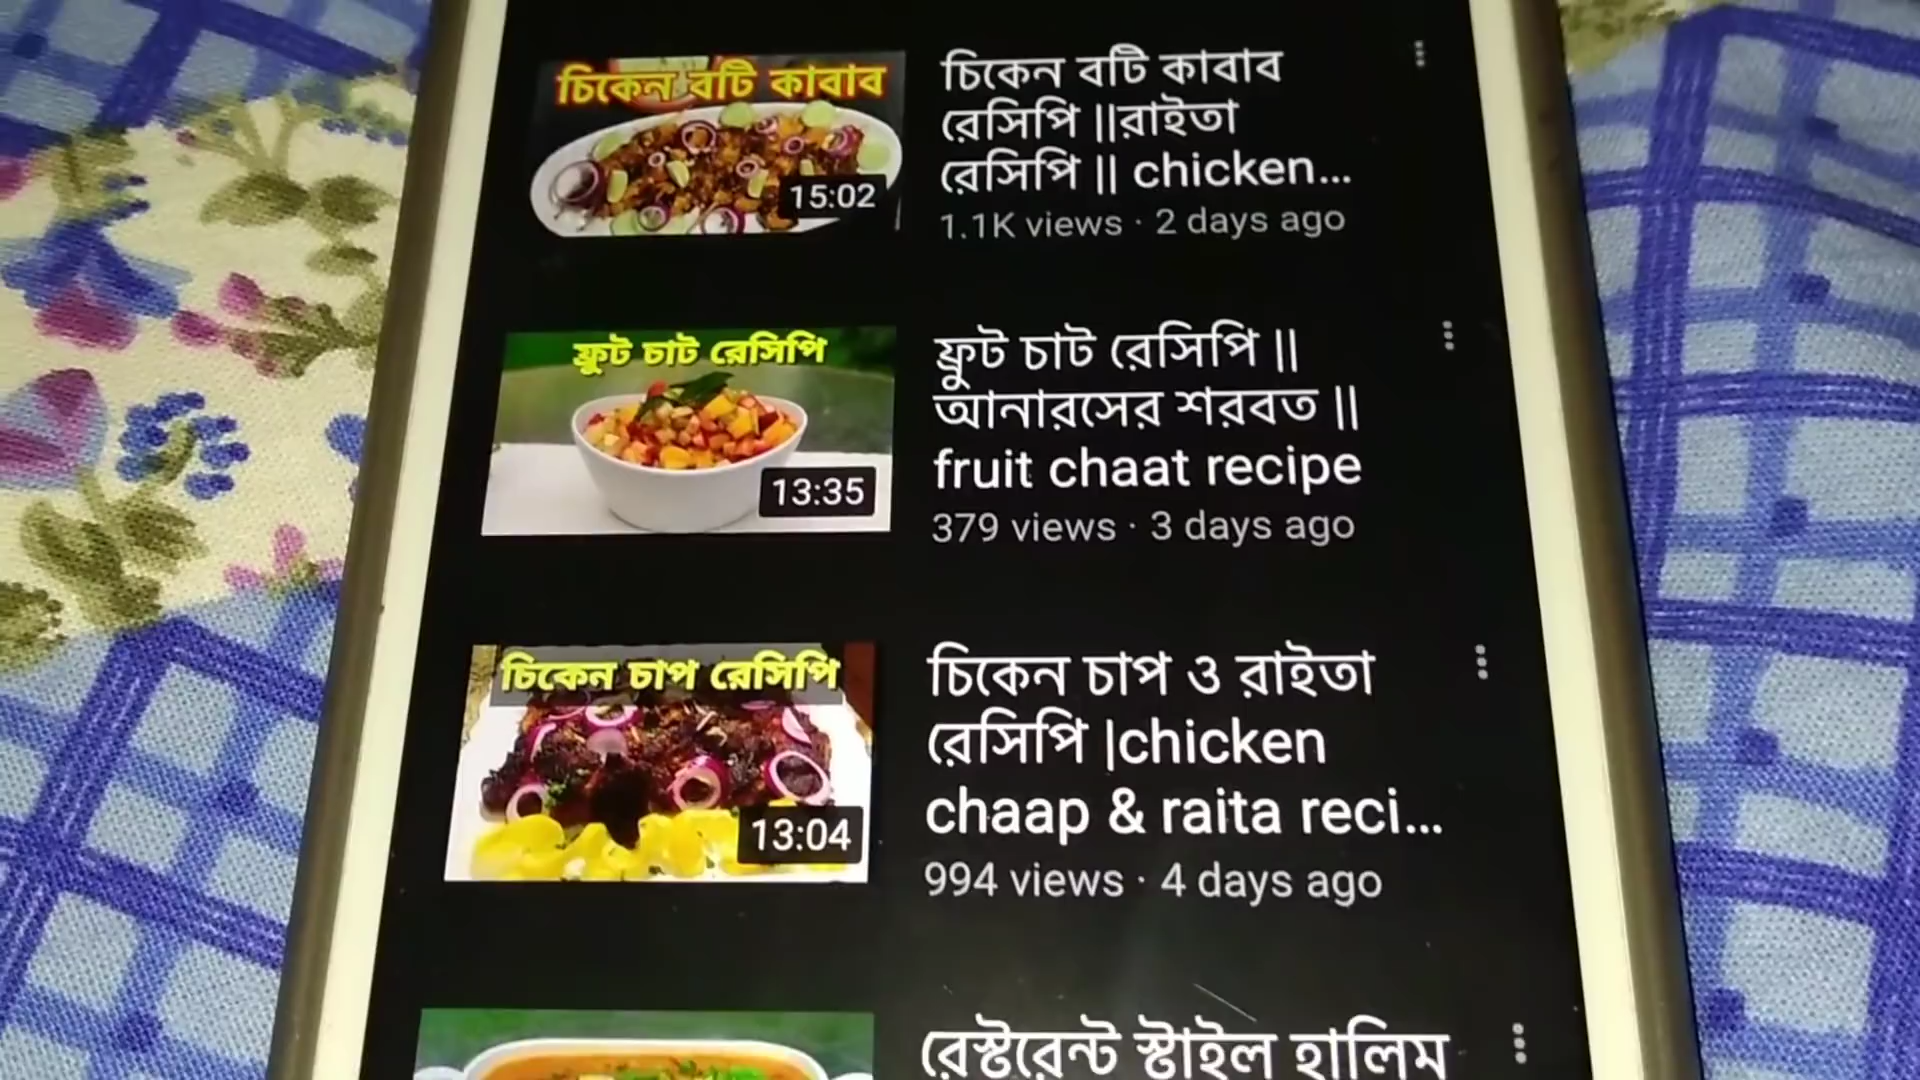 চিকেন বটি কাবাব
15:02
চিকেন বটি কাবাব
রেসিপি ||রাইতা
রেসিপি || chicken...
1.1K views · 2 days ago
ফ্রুট চাট রেসিপি
13:35
ফ্রুট চাট রেসিপি ||
আনারসের শরবত ||
fruit chaat recipe
379 views · 3 days ago
চিকেন চাপ রেসিপি
13:04
চিকেন চাপ ও রাইতা
রেসিপি |chicken
chaap & raita reci...
994 views · 4 days ago
রেস্টরেন্ট স্টাইল হালিম